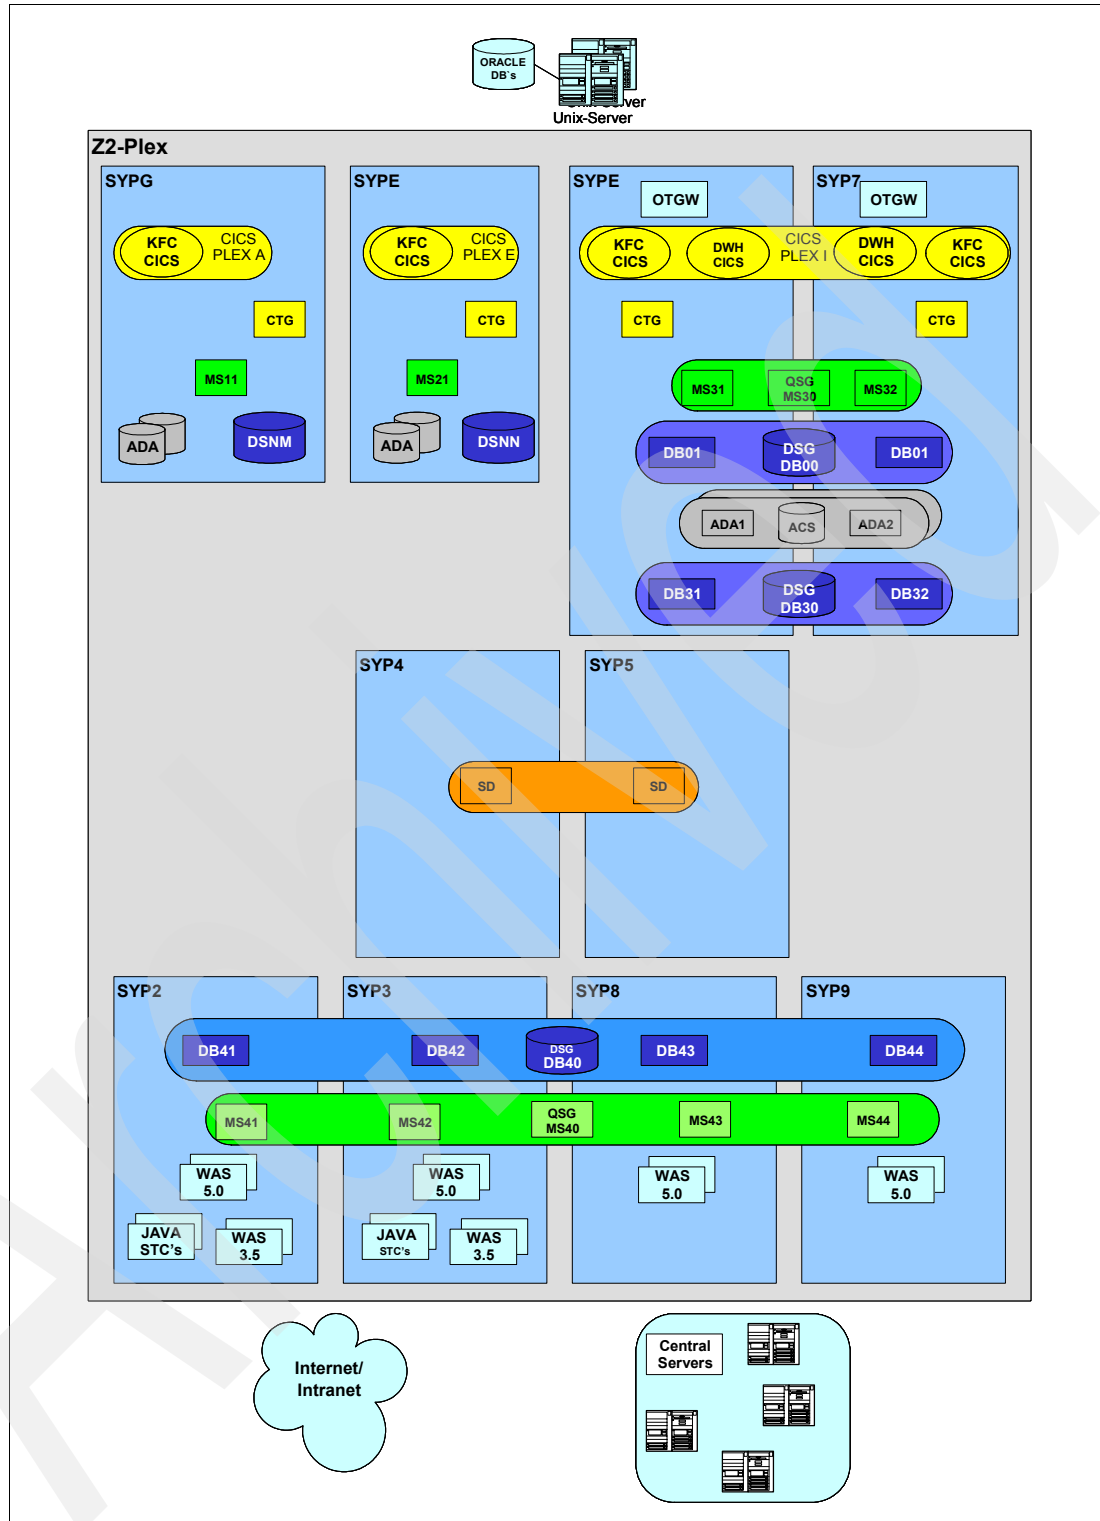 ORACLE
DB`s
Unix-Server
Unix-Server
Z2-Plex
SYPG
SYPE
SYPE
SYP7
OTGW
OTGW
KFC
CICS
CICS
PLEX A
KFC
CICS
CICS
PLEX E
KFC
CICS
DWH
CICS
CICS
PLEX I
DWH
CICS
KFC
CICS
CTG
CTG
CTG
CTG
MS11
MS21
MS31
QSG
MS30
MS32
ADA
DSNM
ADA
DSNN
DB01
DSG
DB00
DB01
ADA1
ACS
ADA2
DB31
DSG
DB30
DB32
SYP4
SYP5
SD
SD
SYP2
SYP3
SYP8
SYP9
DB41
DB42
DSG
DB40
DB43
DB44
MS41
MS42
QSG
MS40
MS43
MS44
WAS
5.0
WAS
5.0
WAS
5.0
WAS
5.0
JAVA
STC's
WAS
3.5
JAVA
STC's
WAS
3.5
Internet/
Intranet
Central
Servers
Archived